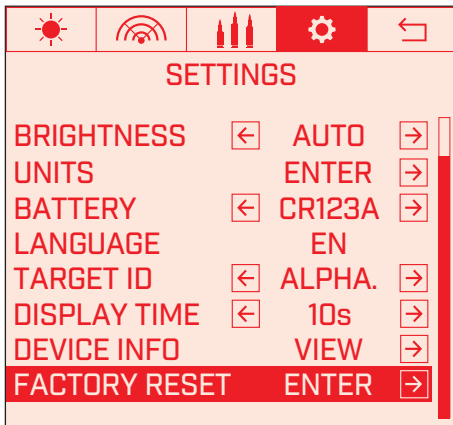 SETTINGS
BRIGHTNESS AUTO
UNITS ENTER
BATTERY CR123A
LANGUAGE EN
TARGET ID ALPHA.
DISPLAY TIME 10s
DEVICE INFO VIEW
FACTORY RESET ENTER